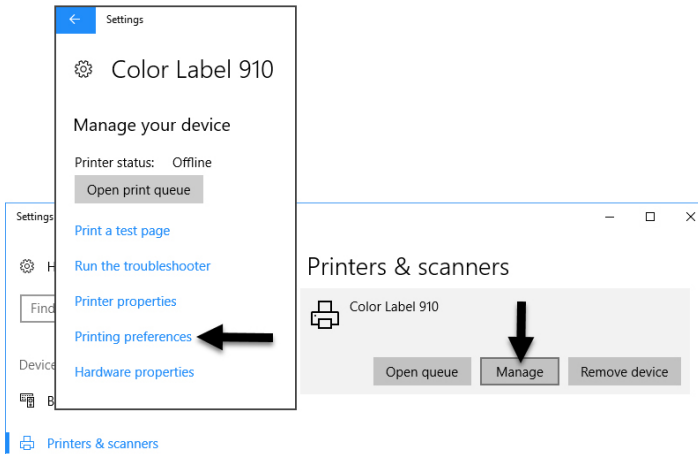 Settings
Color Label 910
Manage your device
Printer status: Offline
Open print queue
Print a test page
Run the troubleshooter
Printer properties
Printing preferences
Hardware properties
Settings
H
Find
Device
B
Printers & scanners
Printers & scanners
Color Label 910
Open queue Manage Remove device